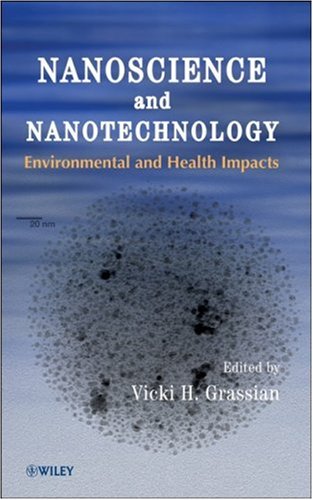 NANOSCIENCE
and
NANOTECHNOLOGY
Environmental and Health Impacts
20 nm
Edited by
Vicki H. Grassian
WILEY